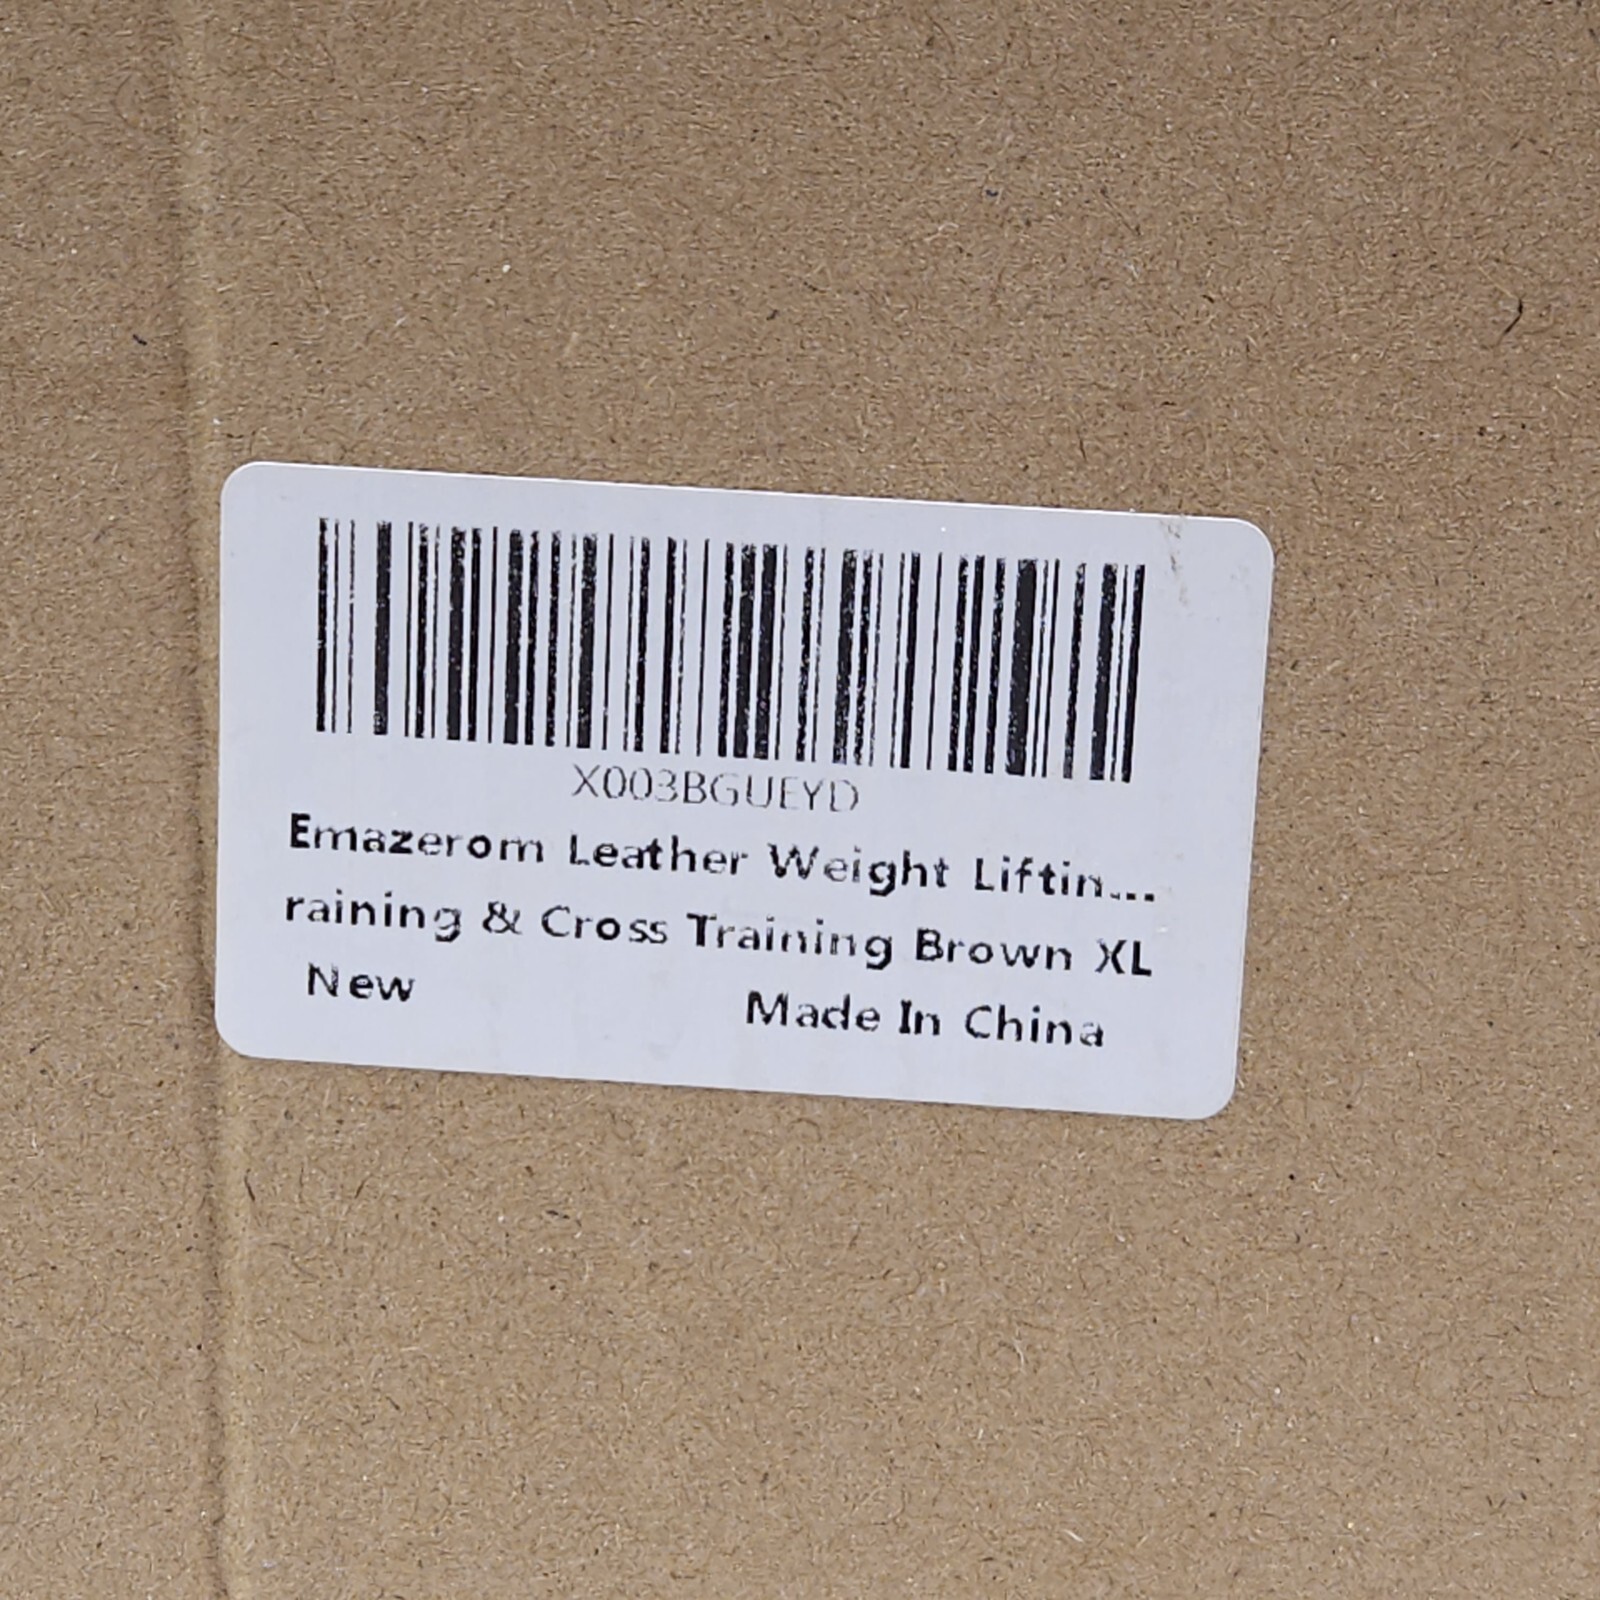 X003BGUEYD
Emazerom Leather Weight Liftin...
raining & Cross Training Brown XL
New
Made In China